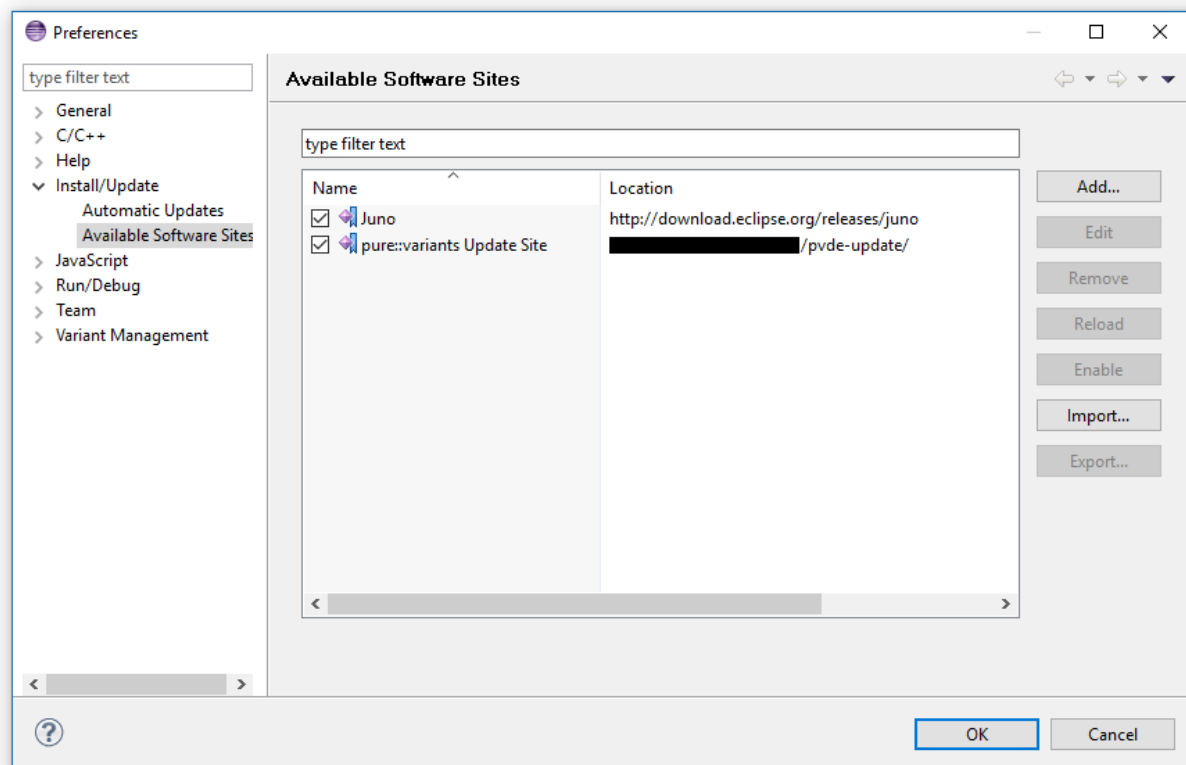 Preferences
type filter text
General
C/C++
Help
Install/Update
Automatic Updates
Available Software Sites
JavaScript
Run/Debug
Team
Variant Management
Available Software Sites
type filter text
Name Location
Juno http://download.eclipse.org/releases/juno
pure::variants Update Site /pvde-update/
Add...
Edit
Remove
Reload
Enable
Import...
Export...
?
OK Cancel